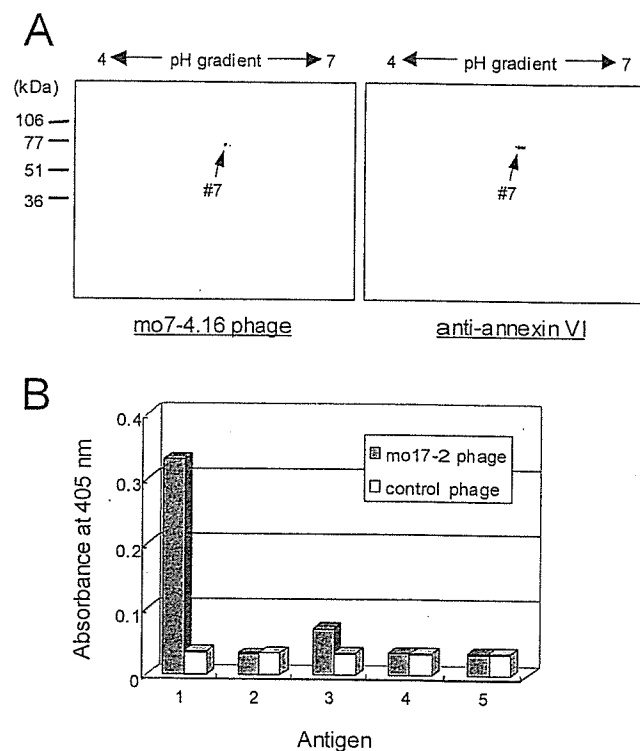 A
4 pH gradient 7 4 pH gradient 7
(kDa)
106
77
51
36
#7 #7
mo7-4.16 phage anti-annexin VI
B
Absorbance at 405 nm
0.4
0.3
0.2
0.1
0
mo17-2 phage
control phage
1 2 3 4 5
Antigen